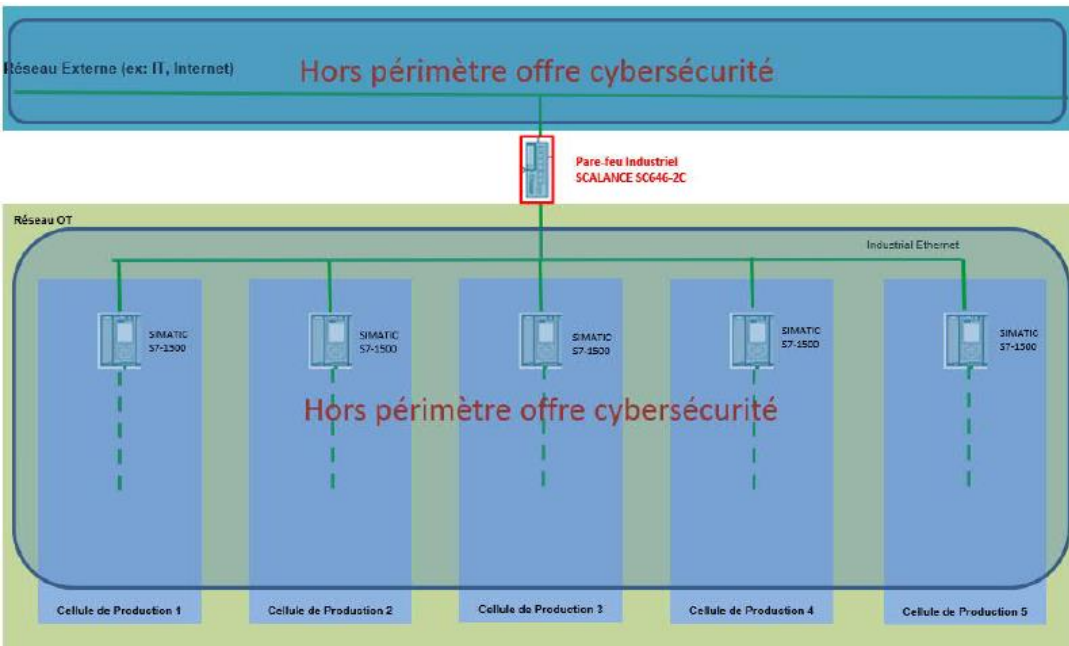 Réseau Externe (ex: IT, Internet)
Hors périmètre offre cybersécurité
Pare-feu Industriel
SCALANCE SC646-2C
Réseau OT
Industrial Ethernet
SIMATIC
S7-1500
SIMATIC
S7-1500
SIMATIC
S7-1500
SIMATIC
S7-1500
SIMATIC
S7-1500
Hors périmètre offre cybersécurité
Cellule de Production 1
Cellule de Production 2
Cellule de Production 3
Cellule de Production 4
Cellule de Production 5